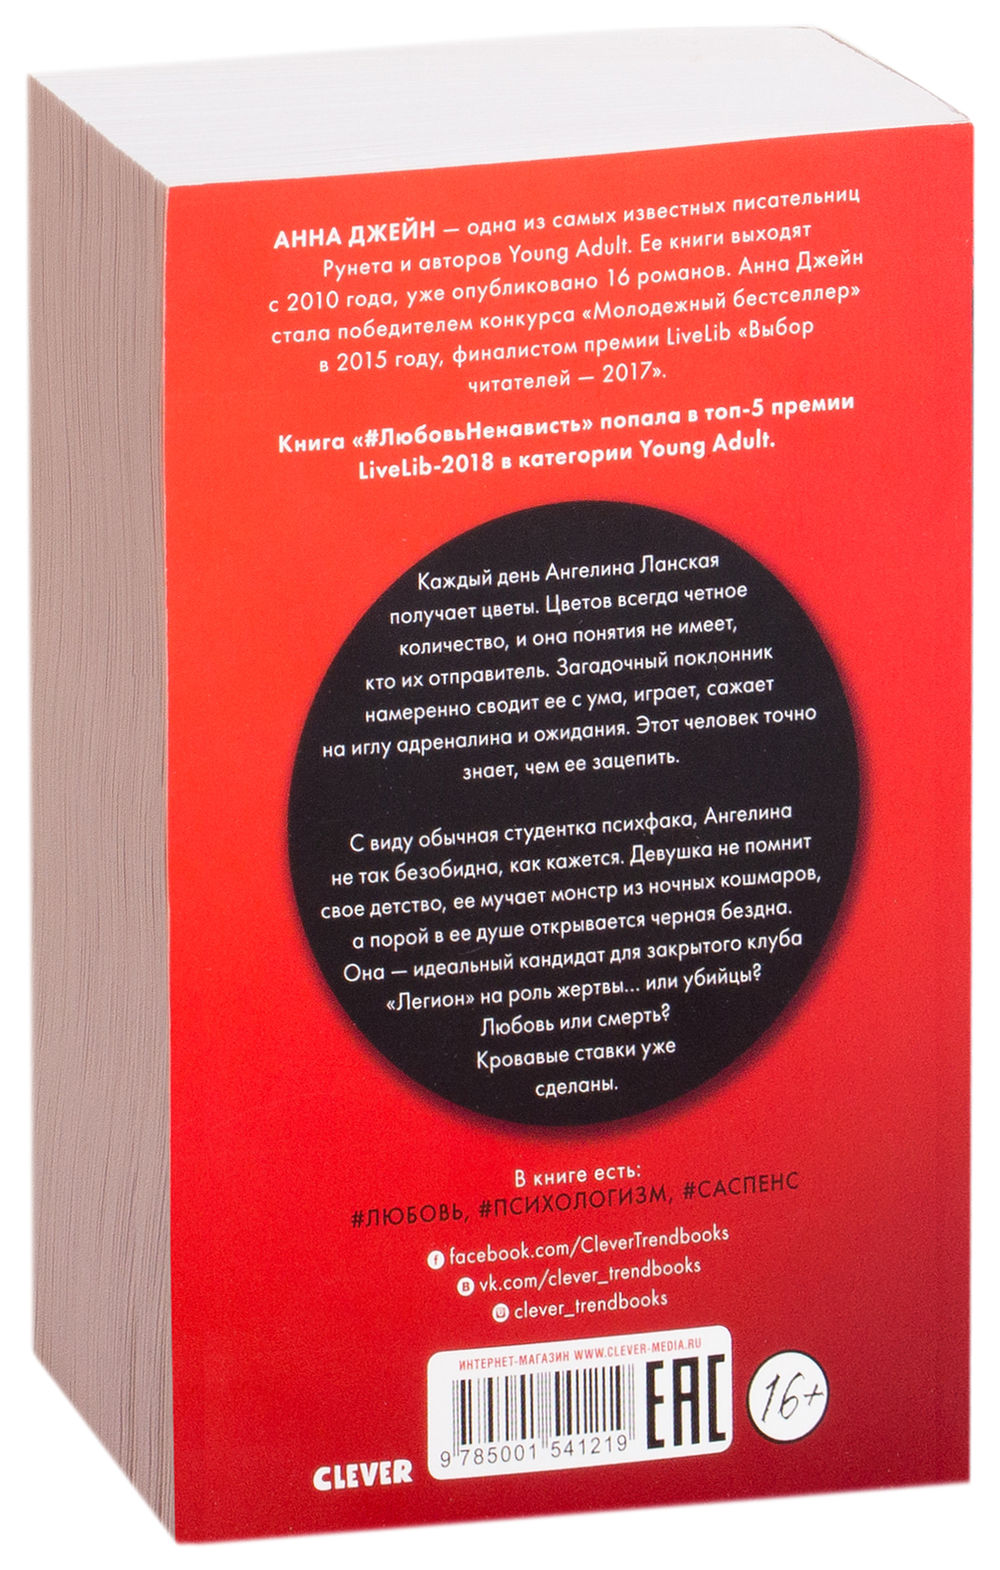 АННА ДЖЕЙН — одна из самых известных писательниц
Рунета и авторов Young Adult. Ее книги выходят
с 2010 года, уже опубликовано 16 романов. Анна Джейн
стала победителем конкурса «Молодежный бестселлер»
в 2015 году, финалистом премии LiveLib «Выбор
читателей — 2017».
Книга «#ЛюбовьНенависть» попала в топ-5 премии
LiveLib-2018 в категории Young Adult.
Каждый день Ангелина Ланская
получает цветы. Цветов всегда четное
количество, и она понятия не имеет,
кто их отправитель. Загадочный поклонник
намеренно сводит ее с ума, играет, сажает
на иглу адреналина и ожидания. Этот человек точно
знает, чем ее зацепить.
С виду обычная студентка психфака, Ангелина
не так безобидна, как кажется. Девушка не помнит
свое детство, ее мучает монстр из ночных кошмаров,
а порой в ее душе открывается черная бездна.
Она — идеальный кандидат для закрытого клуба
«Легион» на роль жертвы... или убийцы?
Любовь или смерть?
Кровавые ставки уже
сделаны.
В книге есть:
#ЛЮБОВЬ, #ПСИХОЛОГИЗМ, #САСПЕНС
facebook.com/CleverTrendbooks
vk.com/clever_trendbooks
clever_trendbooks
ИНТЕРНЕТ-МАГАЗИН WWW.CLEVER-MEDIA.RU
EAC
16+
9 785001 541219
CLEVER